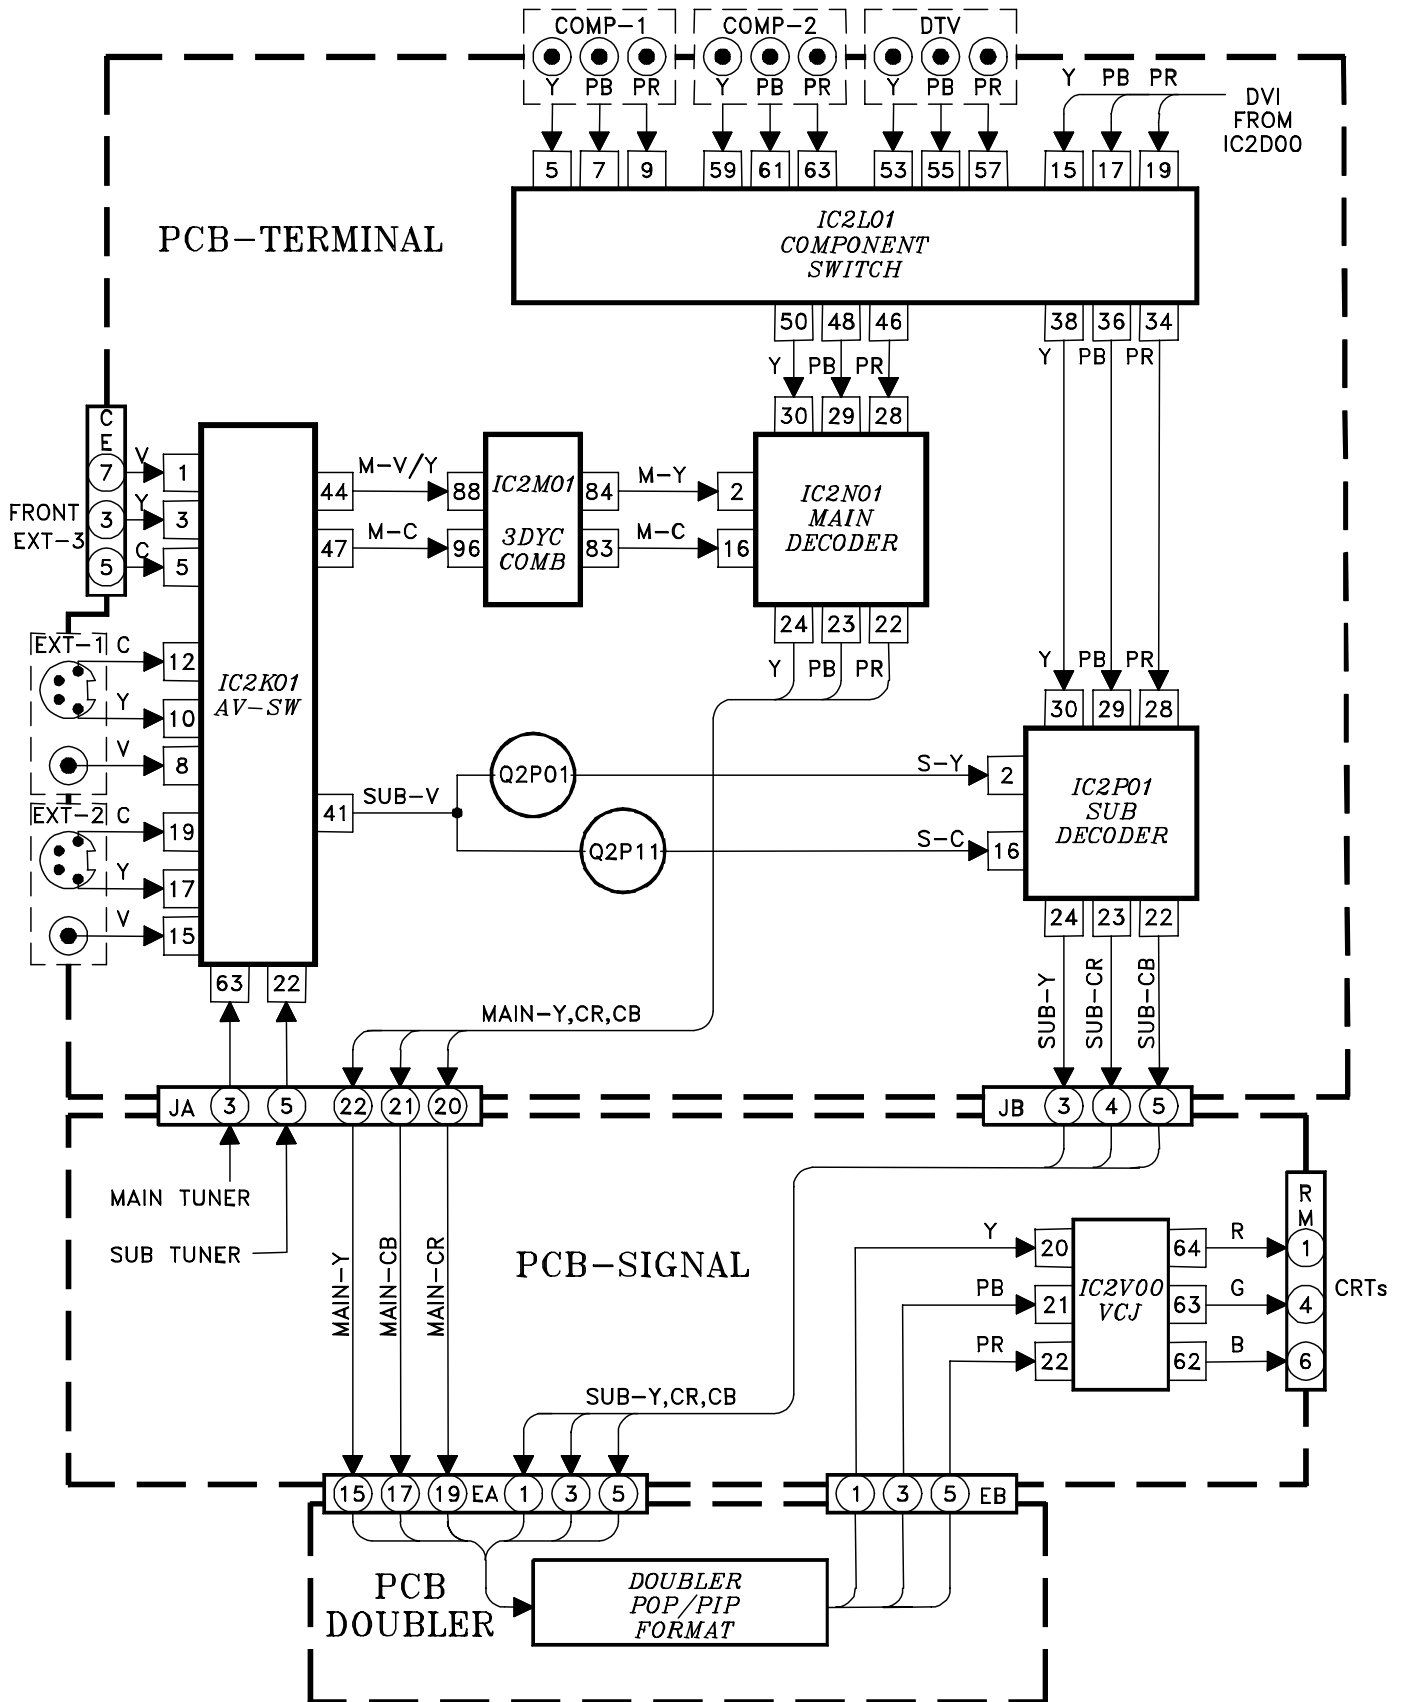 COMP-1 COMP-2 DTV
Y PB PR Y PB PR Y PB PR Y PB PR
DVI
FROM
IC2D00
5 7 9 59 61 63 53 55 57 15 17 19
PCB-TERMINAL
IC2L01
COMPONENT
SWITCH
50 48 46 38 36 34
Y PB PR Y PB PR
30 29 28
C
E
7 V 1
FRONT 3 Y 3
EXT-3
5 C 5
44 M-V/Y 88
47 M-C 96
IC2M01
3DYC
COMB
84 M-Y 2
83 M-C 16
IC2N01
MAIN
DECODER
24 23 22
Y PB PR
EXT-1 C 12
Y 10
V 8
EXT-2 C 19
Y 17
V 15
IC2K01
AV-SW
63 22
41 SUB-V
Q2P01
S-Y 2
Q2P11
S-C 16
Y PB PR
30 29 28
IC2P01
SUB
DECODER
24 23 22
SUB-Y
SUB-CR
SUB-CB
MAIN-Y,CR,CB
JA 3 5 22 21 20
JB 3 4 5
MAIN TUNER
SUB TUNER
MAIN-Y
MAIN-CB
MAIN-CR
PCB-SIGNAL
Y 20
PB 21
PR 22
IC2V00
VCJ
64 R 1
63 G 4
62 B 6
R
M
CRTs
SUB-Y,CR,CB
15 17 19 EA 1 3 5
1 3 5 EB
PCB
DOUBLER
DOUBLER
POP/PIP
FORMAT